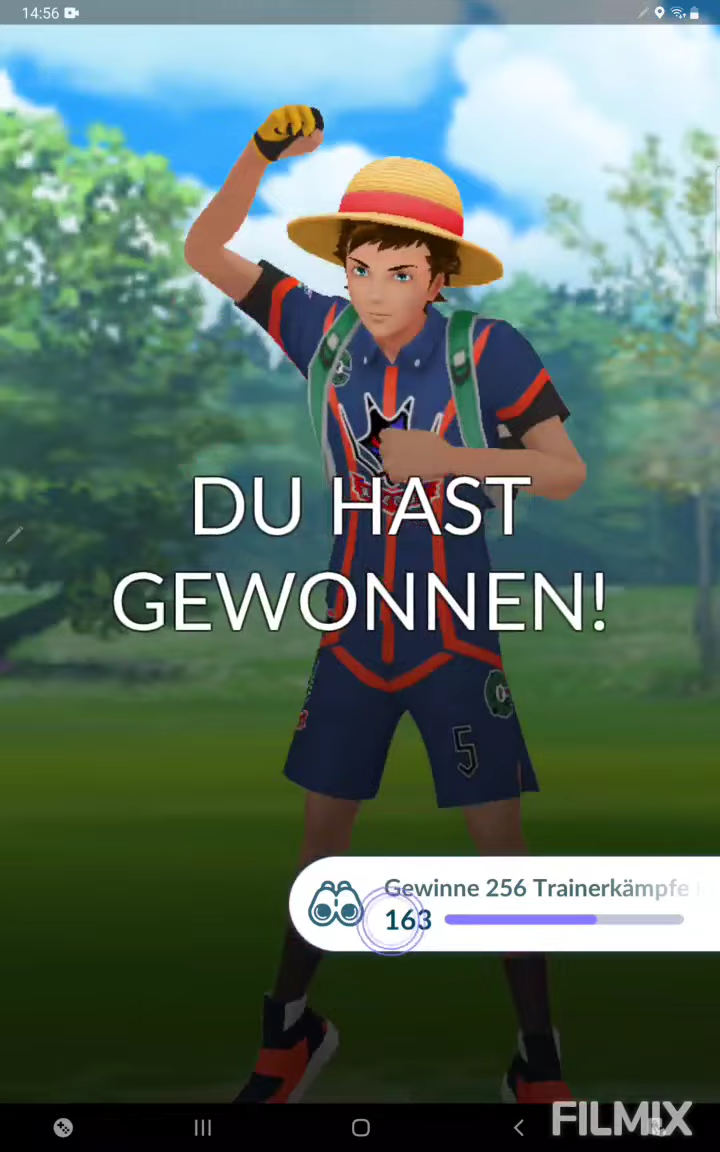 14:56
DU HAST
GEWONNEN!
5
Gewinne 256 Trainerkämpfe
163
FILMIX